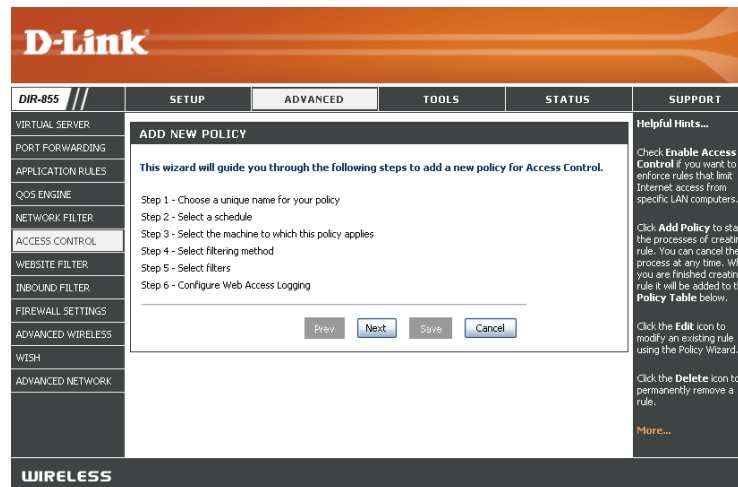 D-Link
DIR-855
SETUP
ADVANCED
TOOLS
STATUS
SUPPORT
VIRTUAL SERVER
PORT FORWARDING
APPLICATION RULES
QOS ENGINE
NETWORK FILTER
ACCESS CONTROL
WEBSITE FILTER
INBOUND FILTER
FIREWALL SETTINGS
ADVANCED WIRELESS
WISH
ADVANCED NETWORK
ADD NEW POLICY
This wizard will guide you through the following steps to add a new policy for Access Control.
Step 1 - Choose a unique name for your policy
Step 2 - Select a schedule
Step 3 - Select the machine to which this policy applies
Step 4 - Select filtering method
Step 5 - Select filters
Step 6 - Configure Web Access Logging
Prev
Next
Save
Cancel
Helpful Hints...
Check Enable Access
Control if you want to
enforce rules that limit
Internet access from
specific LAN computers.
Click Add Policy to sta
the processes of creatin
rule. You can cancel the
process at any time. Wh
you are finished creatin
rule it will be added to th
Policy Table below.
Click the Edit icon to
modify an existing rule
using the Policy Wizard.
Click the Delete icon to
permanently remove a
rule.
More...
WIRELESS